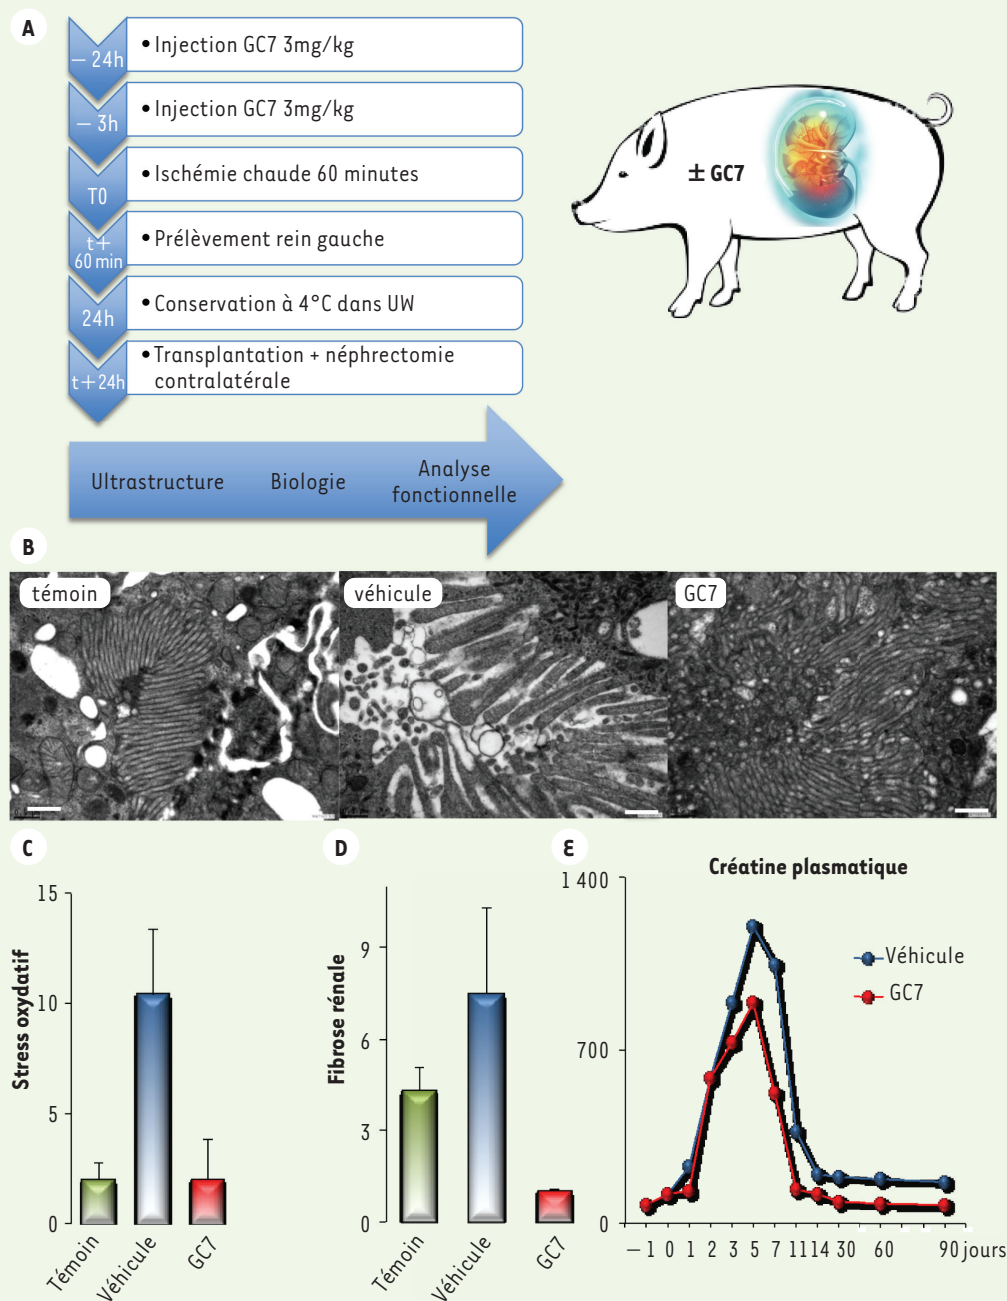 A
− 24h
• Injection GC7 3mg/kg
− 3h
• Injection GC7 3mg/kg
T0
• Ischémie chaude 60 minutes
t+
60 min
• Prélèvement rein gauche
24h
• Conservation à 4°C dans UW
t+24h
• Transplantation + néphrectomie
contralatérale
± GC7
Ultrastructure
Biologie
Analyse
fonctionnelle
B
témoin
véhicule
GC7
C
15
10
5
0
Stress oxydatif
Témoin
Véhicule
GC7
D
9
6
3
0
Fibrose rénale
Témoin
Véhicule
GC7
E
Créatine plasmatique
1 400
700
0
Véhicule
GC7
−1 0 1 2 3 5 7 11 14 30 60 90 jours